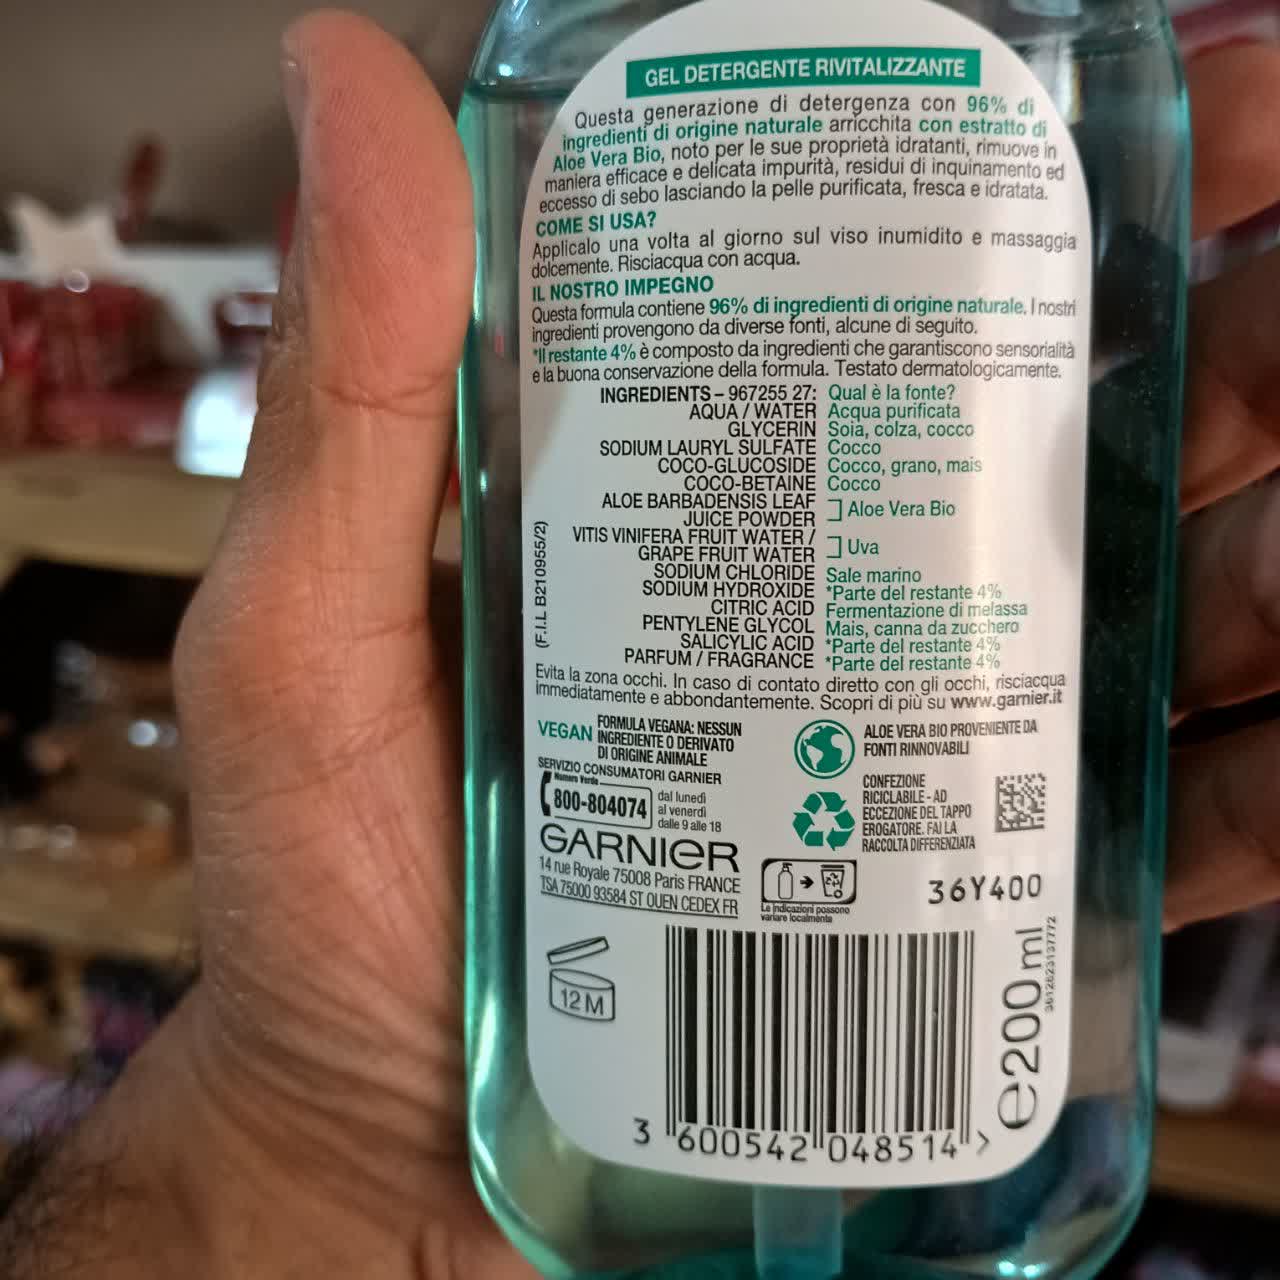 GEL DETERGENTE RIVITALIZZANTE
Questa generazione di detergenza con 96% di
ingredienti di origine naturale arricchita con estratto di
Aloe Vera Bio, noto per le sue proprietà idratanti, rimuove in
maniera efficace e delicata impurità, residui di inquinamento ed
eccesso di sebo lasciando la pelle purificata, fresca e idratata.
COME SI USA?
Applicalo una volta al giorno sul viso inumidito e massaggia
dolcemente. Risciacqua con acqua.
IL NOSTRO IMPEGNO
Questa formula contiene 96% di ingredienti di origine naturale. I nostri
ingredienti provengono da diverse fonti, alcune di seguito.
*Il restante 4% è composto da ingredienti che garantiscono sensorialità
e la buona conservazione della formula. Testato dermatologicamente.
INGREDIENTS – 967255 27: Qual è la fonte?
AQUA / WATER Acqua purificata
GLYCERIN Soia, colza, cocco
SODIUM LAURYL SULFATE Cocco
COCO-GLUCOSIDE Cocco, grano, mais
COCO-BETAINE Cocco
ALOE BARBADENSIS LEAF
JUICE POWDER Aloe Vera Bio
VITIS VINIFERA FRUIT WATER /
GRAPE FRUIT WATER Uva
SODIUM CHLORIDE Sale marino
SODIUM HYDROXIDE *Parte del restante 4%
CITRIC ACID Fermentazione di melassa
PENTYLENE GLYCOL Mais, canna da zucchero
SALICYLIC ACID *Parte del restante 4%
PARFUM / FRAGRANCE *Parte del restante 4%
(F.I.L B210955/2)
Evita la zona occhi. In caso di contato diretto con gli occhi, risciacqua
immediatamente e abbondantemente. Scopri di più su www.garnier.it
VEGAN FORMULA VEGANA: NESSUN
INGREDIENTE O DERIVATO
DI ORIGINE ANIMALE
ALOE VERA BIO PROVENIENTE DA
FONTI RINNOVABILI
SERVIZIO CONSUMATORI GARNIER
Numero Verde
800-804074
dal lunedì
al venerdì
dalle 9 alle 18
CONFEZIONE
RICICLABILE - AD
ECCEZIONE DEL TAPPO
EROGATORE. FAI LA
RACCOLTA DIFFERENZIATA
GARNIER
14 rue Royale 75008 Paris FRANCE
TSA 75000 93584 ST OUEN CEDEX FR
Le indicazioni possono
variare localmente
36Y400
12 M
e200 ml
3612623137772
3 600542 048514 >